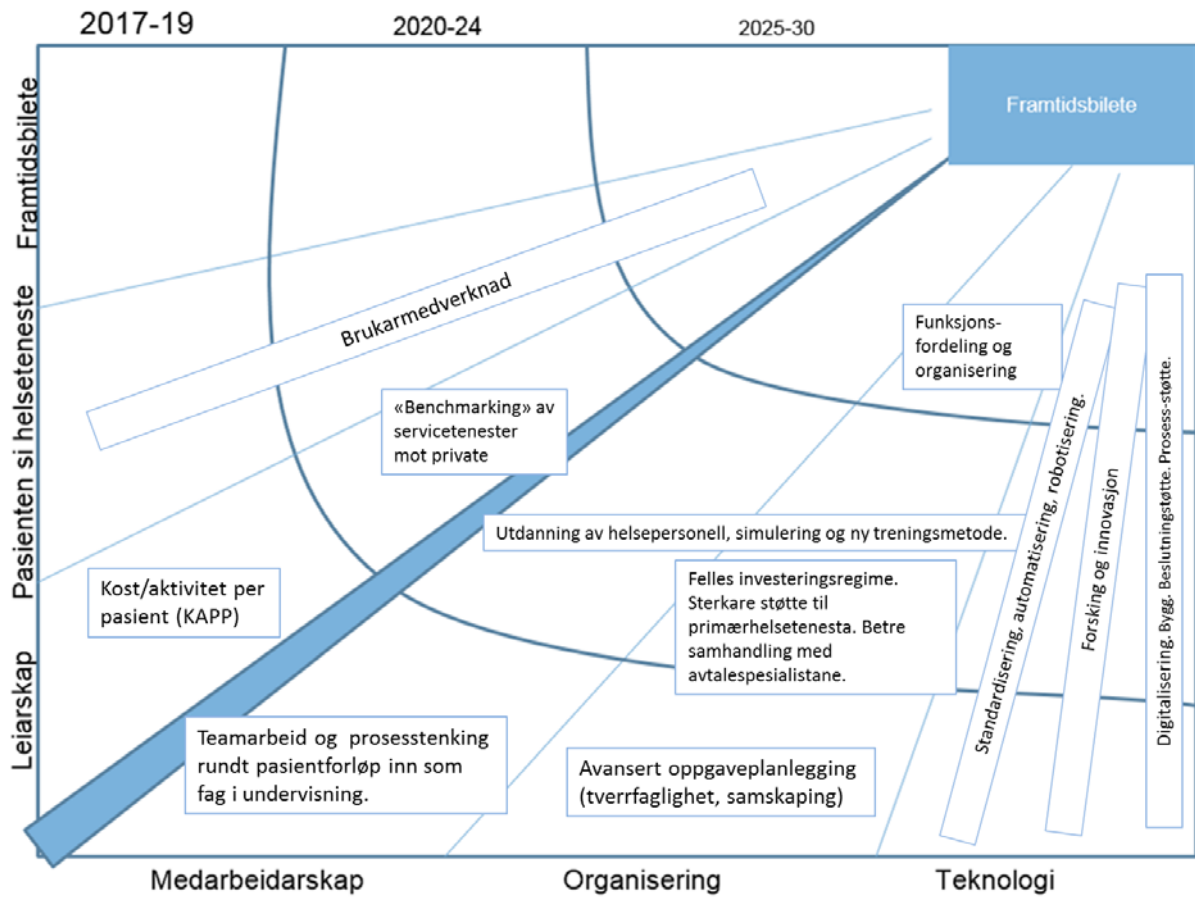 2017-19
2020-24
2025-30
Framtidsbilete
Framtidsbilete
Pasienten si helseteneste
Leiarskap
Brukarmedverknad
Funksjons-
fordeling og
organisering
«Benchmarking» av
servicetenester
mot private
Utdanning av helsepersonell, simulering og ny treningsmetode.
Kost/aktivitet per
pasient (KAPP)
Felles investeringsregime.
Sterkare støtte til
primærhelsetenesta. Betre
samhandling med
avtalespesialistane.
Standardisering, automatisering, robotisering.
Forsking og innovasjon
Digitalisering. Bygg. Beslutningstøtte. Prosess-støtte.
Teamarbeid og prosesstenking
rundt pasientforløp inn som
fag i undervisning.
Avansert oppgaveplanlegging
(tverrfaglighet, samskaping)
Medarbeidarskap
Organisering
Teknologi